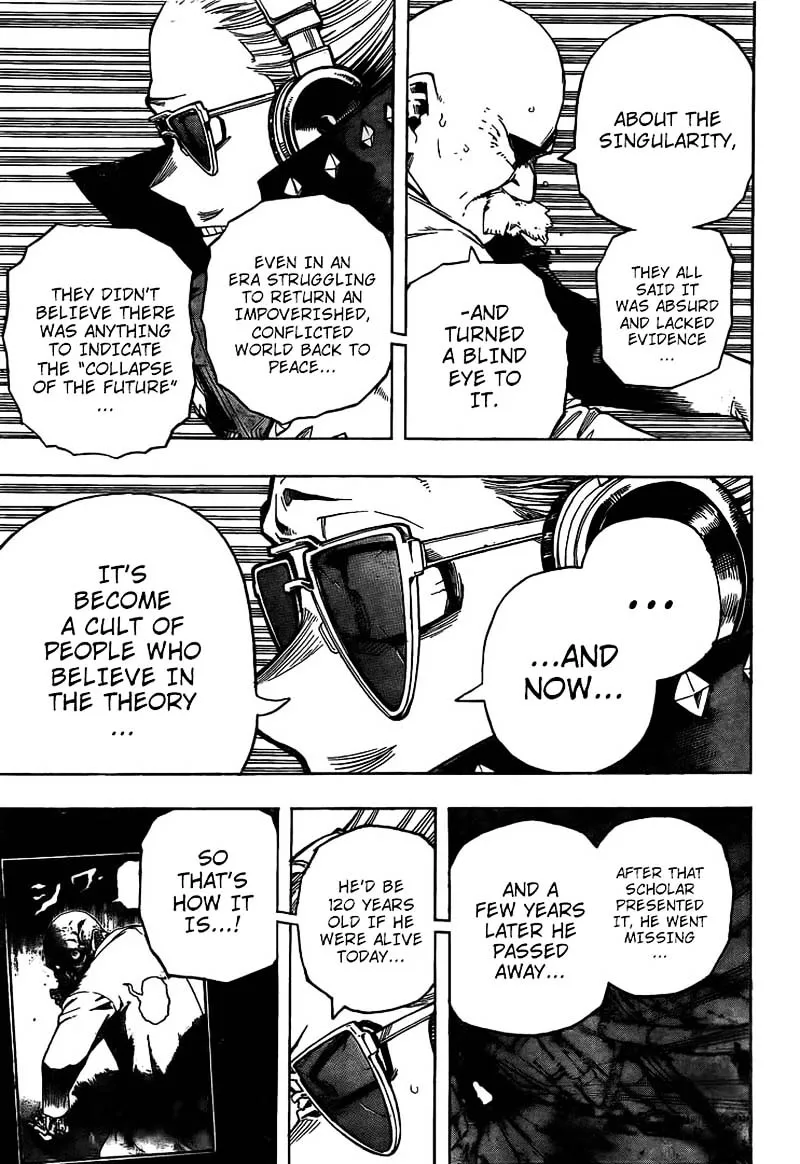 ABOUT THE
SINGULARITY,
THEY ALL
SAID IT
WAS ABSURD
AND LACKED
EVIDENCE
...
-AND
TURNED
A BLIND
EYE TO
IT.
EVEN IN AN
ERA STRUGGLING
TO RETURN AN
IMPOVERISHED,
CONFLICTED
WORLD BACK TO
PEACE...
THEY DIDN'T
BELIEVE THERE
WAS ANYTHING
TO INDICATE
THE "COLLAPSE
OF THE FUTURE"
...
...
...AND
NOW...
IT'S
BECOME
A CULT OF
PEOPLE WHO
BELIEVE IN
THE THEORY
...
AFTER THAT
SCHOLAR
PRESENTED
IT, HE WENT
MISSING
...
AND A
FEW YEARS
LATER HE
PASSED
AWAY...
HE'D BE
120 YEARS
OLD IF HE
WERE ALIVE
TODAY...
SO
THAT'S
HOW IT
IS...!